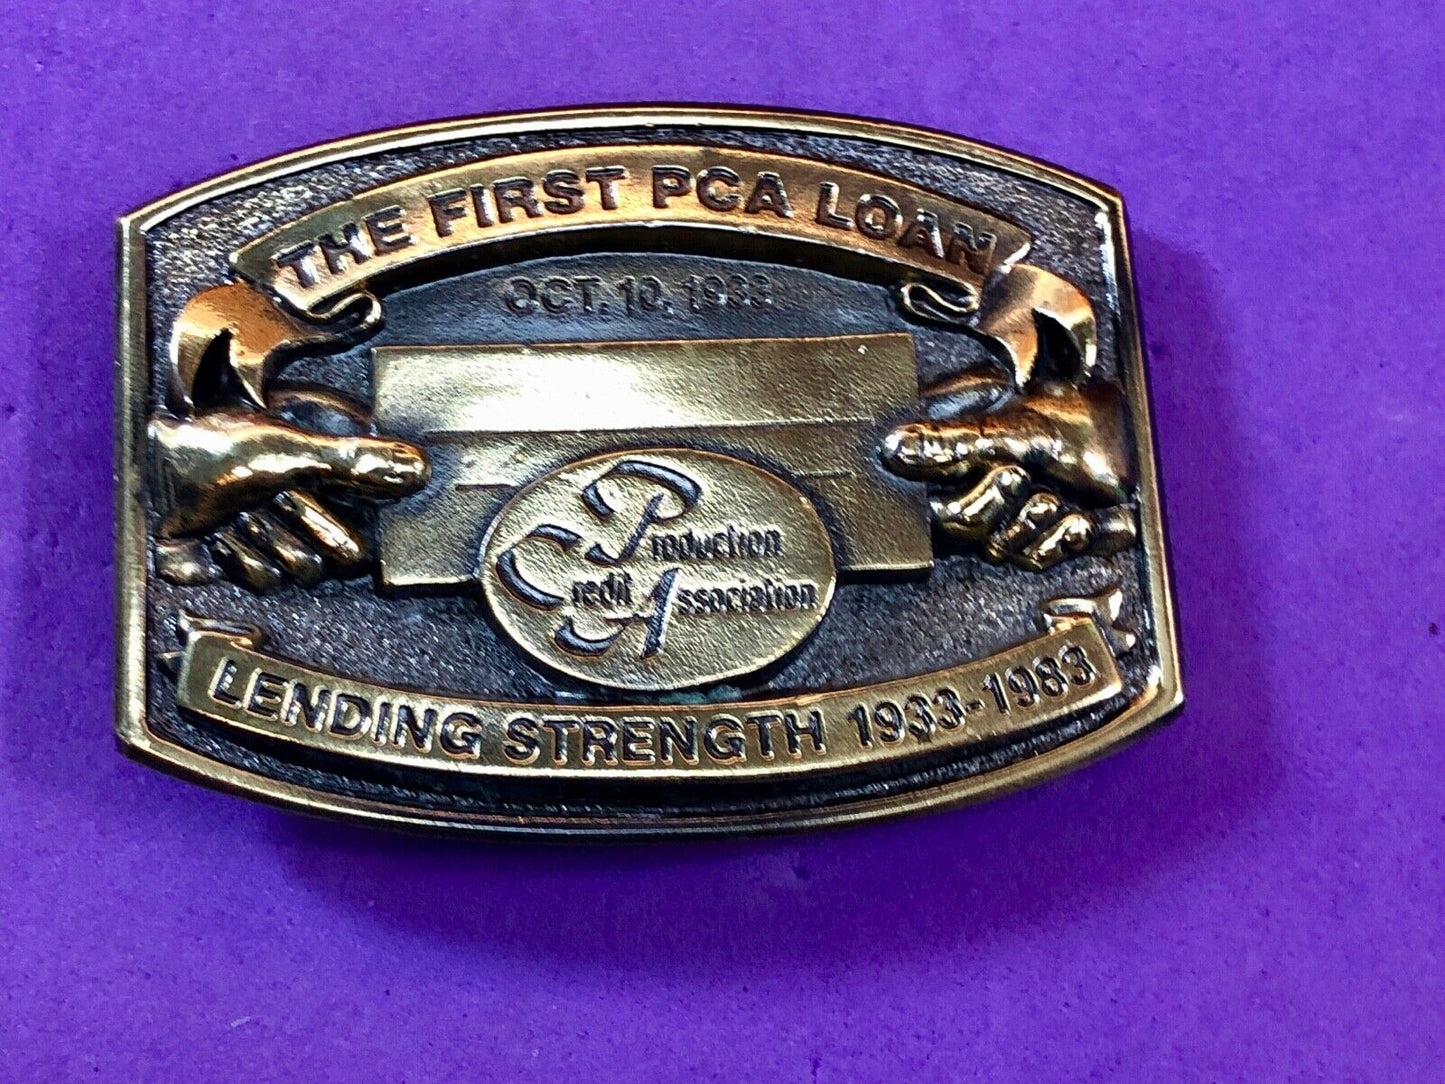 THE FIRST PCA LOAN
OCT. 10. 1933
Production
Credit Association
LENDING STRENGTH 1933-1983